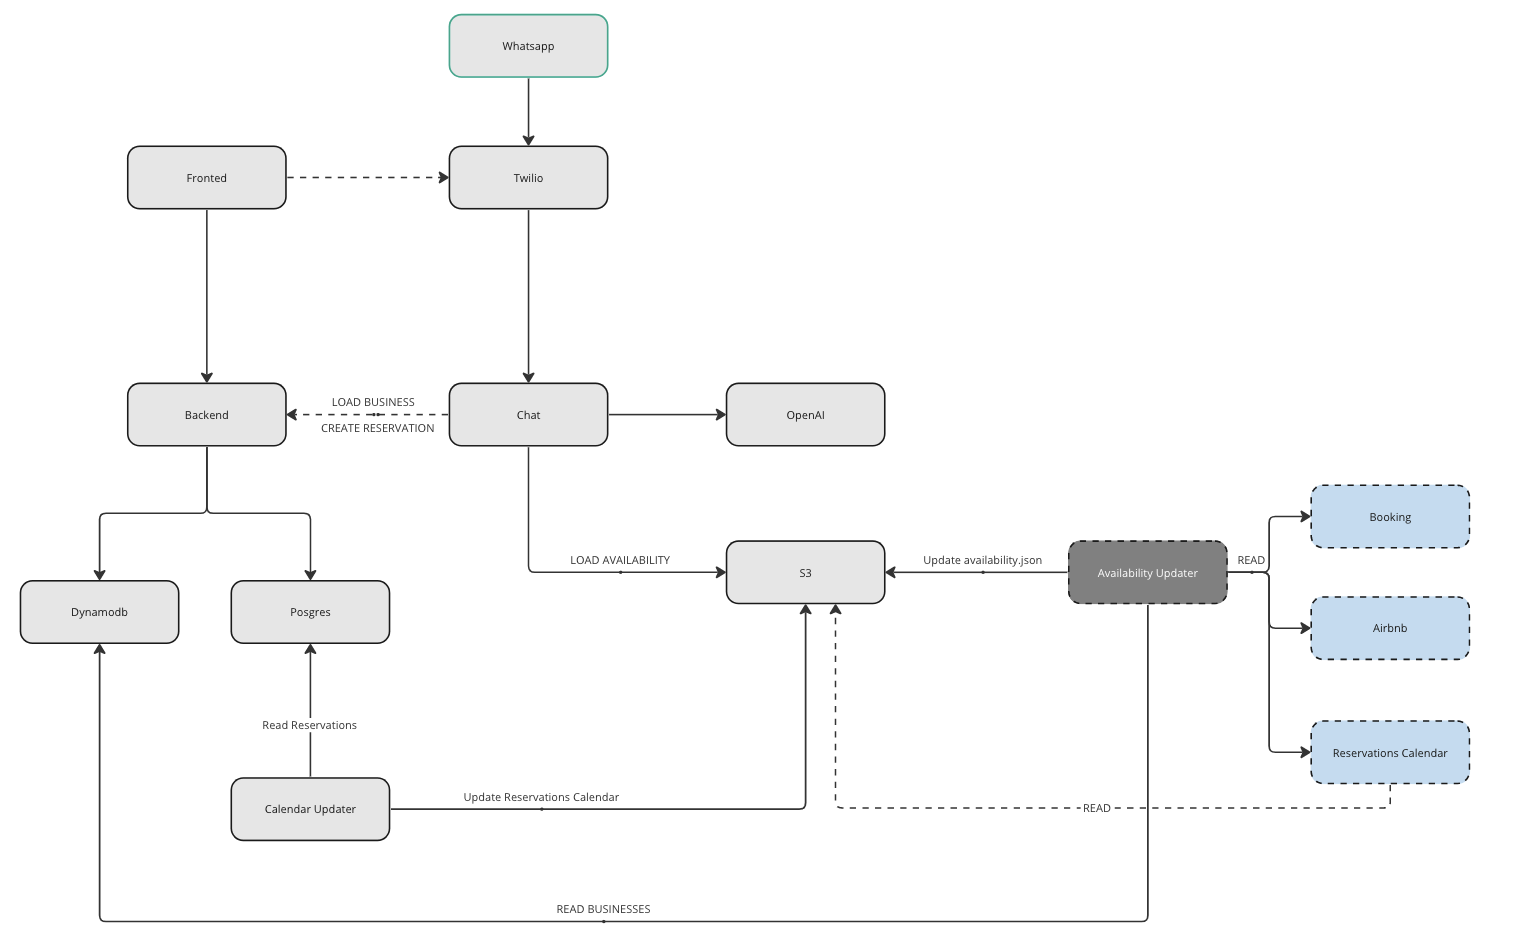 Whatsapp
Fronted
Twilio
LOAD BUSINESS
Backend
Chat
OpenAI
CREATE RESERVATION
Booking
LOAD AVAILABILITY
Update availability.json
READ
S3
Availability Updater
Dynamodb
Posgres
Airbnb
Read Reservations
Reservations Calendar
Update Reservations Calendar
Calendar Updater
READ
READ BUSINESSES